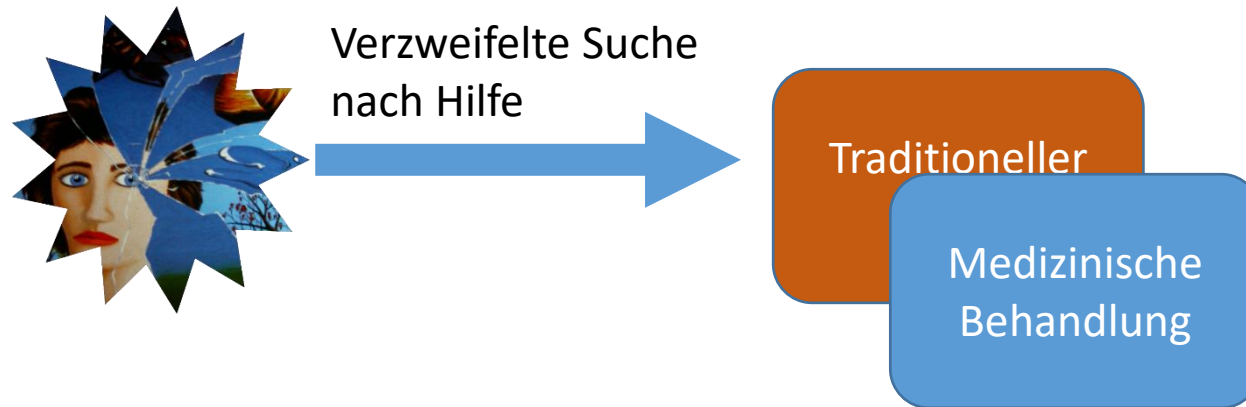 Verzweifelte Suche
nach Hilfe
Traditioneller
Medizinische
Behandlung